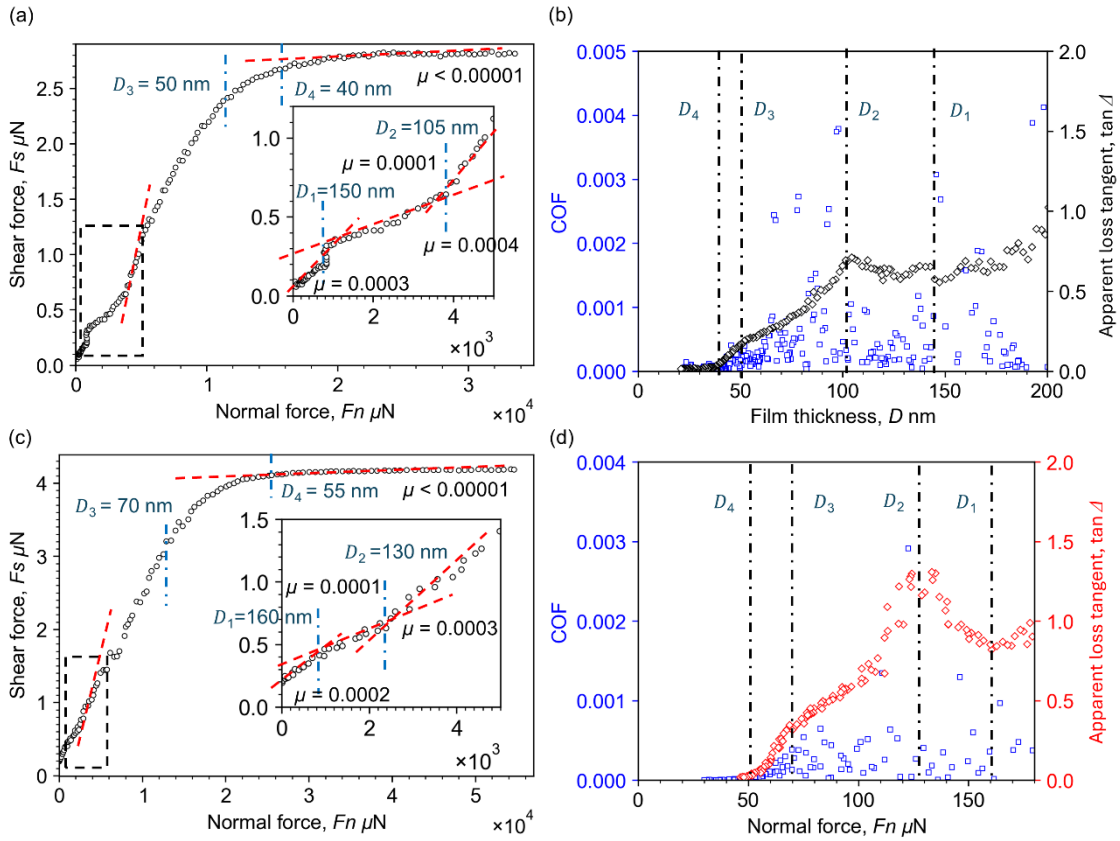 (a)
Shear force, Fs μN
2.5
2.0
1.5
1.0
0.5
0.0
D3 = 50 nm
D4 = 40 nm
μ < 0.00001
1.0
0.5
0.0
D2 =105 nm
μ = 0.0001
D1=150 nm
μ = 0.0004
μ = 0.0003
0
2
4
×10^3
0
1
2
3
Normal force, Fn μN
×10^4
(b)
COF
0.005
0.004
0.003
0.002
0.001
0.000
D4
D3
D2
D1
2.0
1.5
1.0
0.5
0.0
Apparent loss tangent, tan Δ
0
50
100
150
200
Film thickness, D nm
(c)
Shear force, Fs μN
4
3
2
1
0
D3 = 70 nm
D4 = 55 nm
μ < 0.00001
1.5
1.0
0.5
0.0
D2 =130 nm
μ = 0.0001
D1=160 nm
μ = 0.0003
μ = 0.0002
0
2
4
×10^3
0
1
2
3
4
5
Normal force, Fn μN
×10^4
(d)
COF
0.004
0.003
0.002
0.001
0.000
D4
D3
D2
D1
2.0
1.5
1.0
0.5
0.0
Apparent loss tangent, tan Δ
0
50
100
150
Normal force, Fn μN